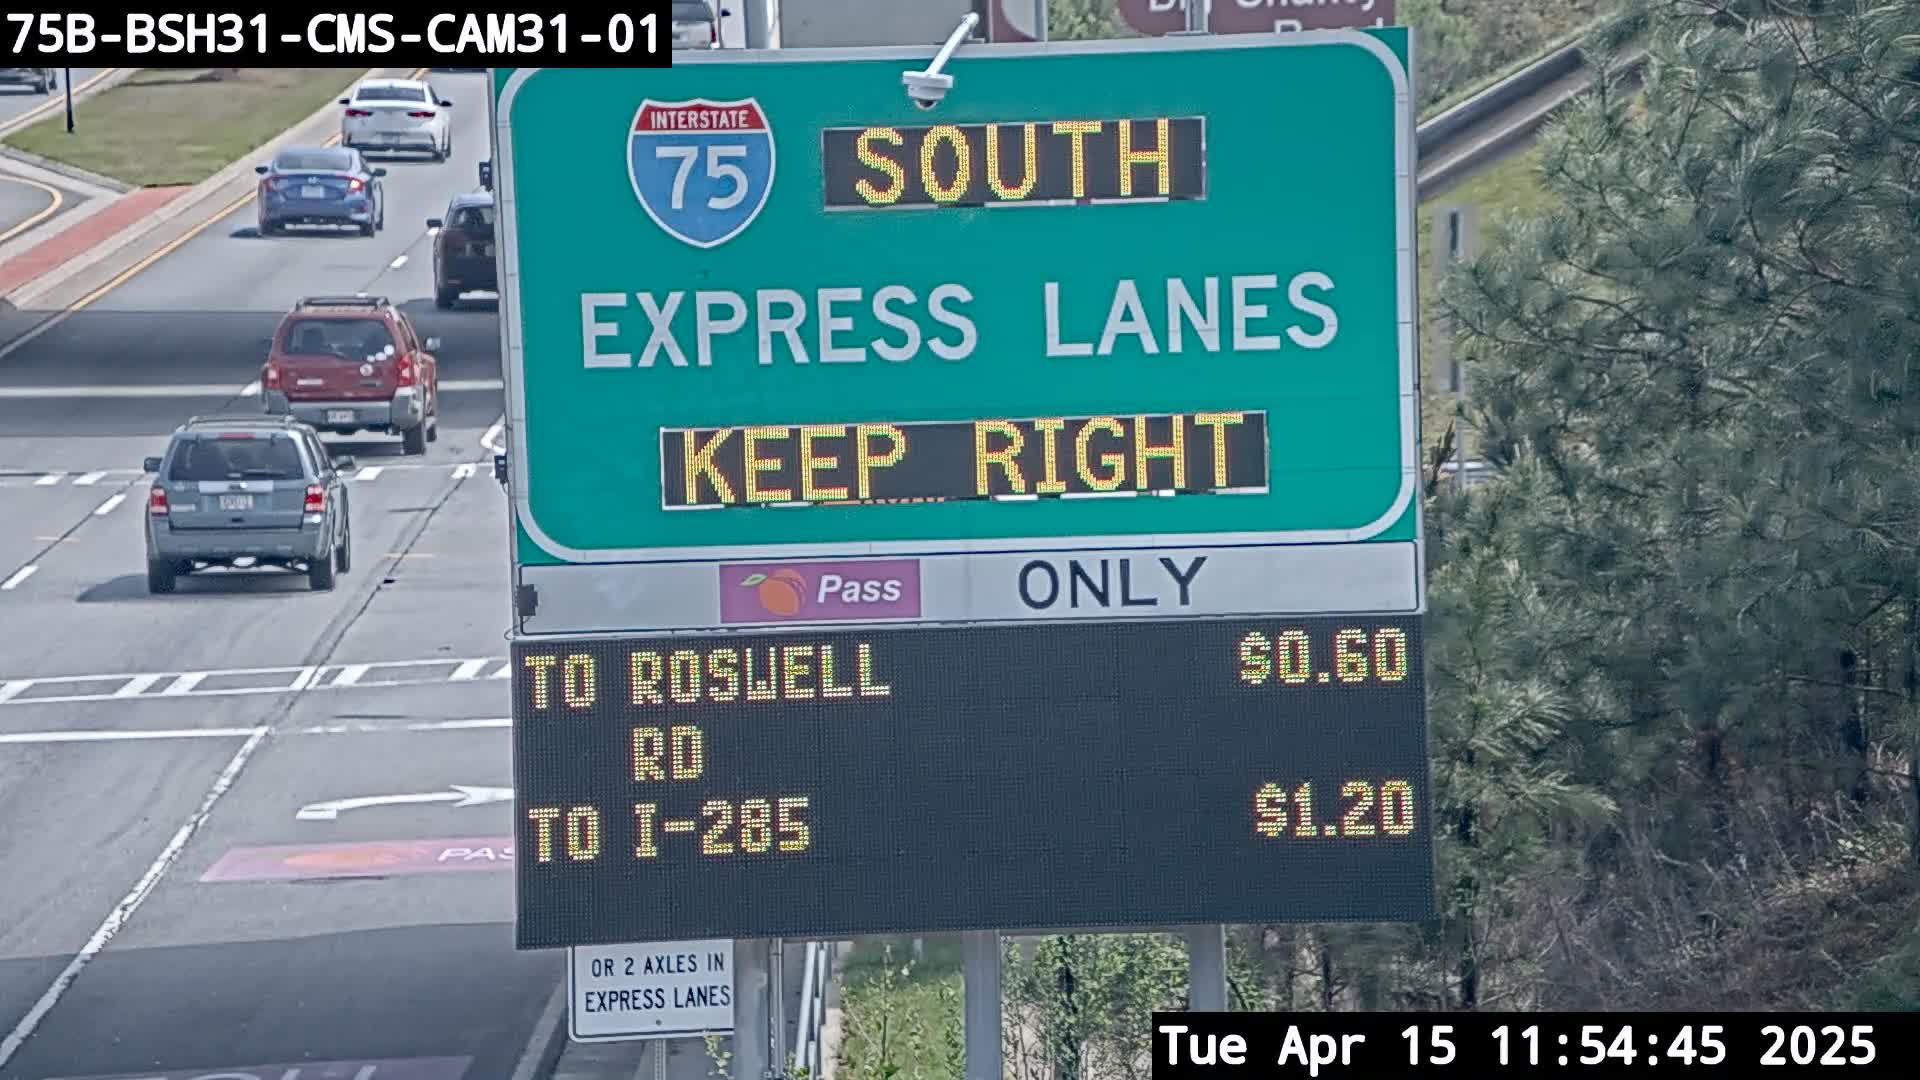 75B-BSH31-CMS-CAM31-01
INTERSTATE
75
SOUTH
EXPRESS LANES
KEEP RIGHT
Pass
ONLY
TO ROSWELL $0.60
RD
TO I-285 $1.20
OR 2 AXLES IN
EXPRESS LANES
Tue Apr 15 11:54:45 2025